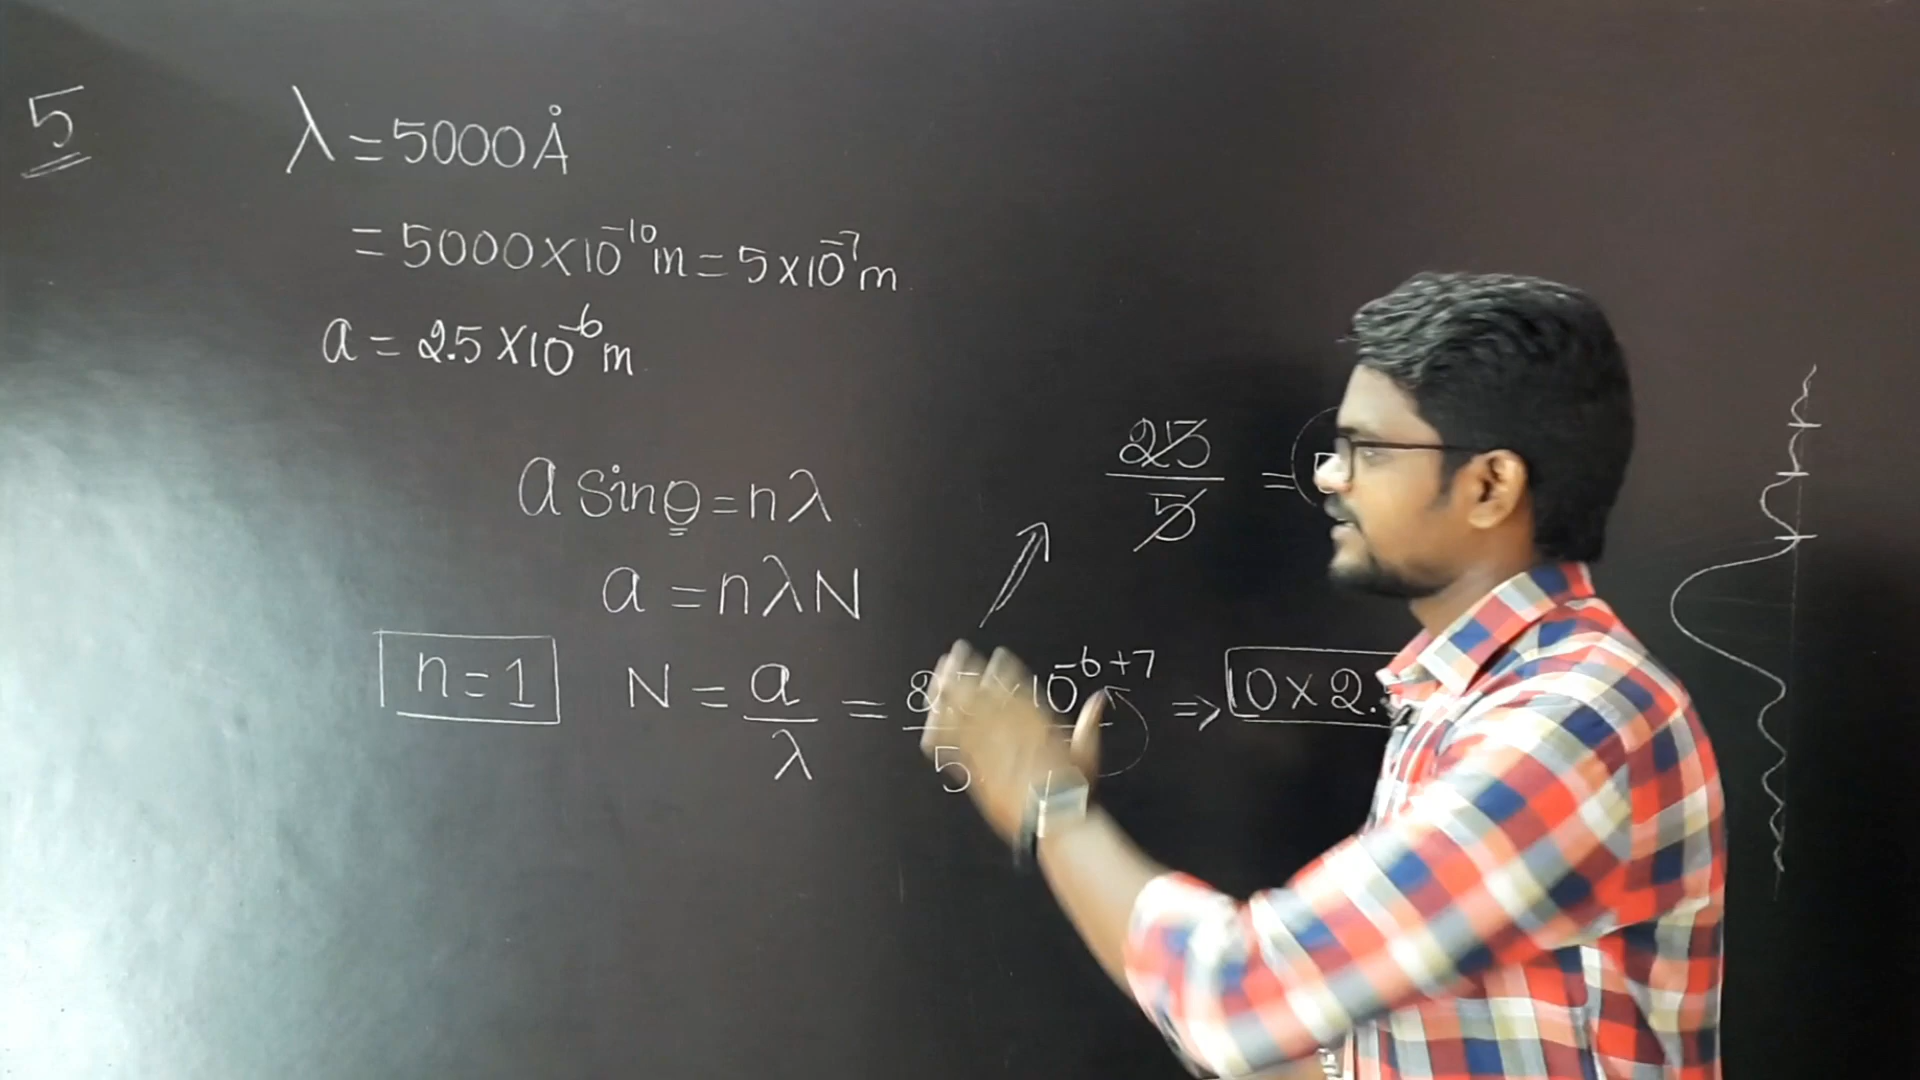 5
λ = 5000 Å
= 5000 × 10⁻¹⁰ m = 5 × 10⁻⁷ m
a = 2.5 × 10⁻⁶ m
a sinθ = nλ
25/5 =
a = nλN
n = 1 N = a/λ = 10⁻⁶⁺⁷ / 5 ⇒ 10 × 2.